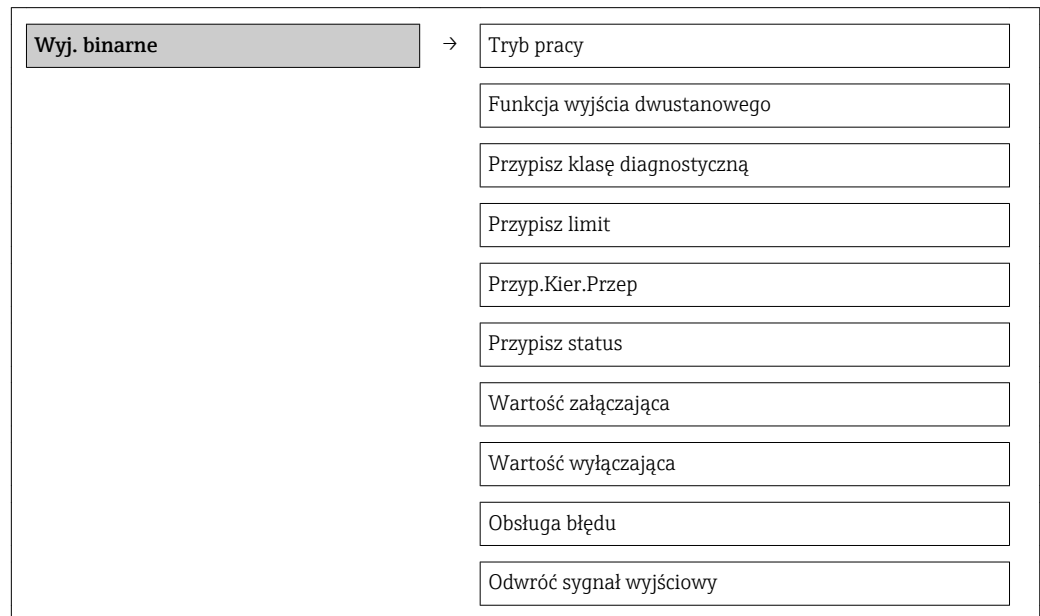 Wyj. binarne → Tryb pracy
Funkcja wyjścia dwustanowego
Przypisz klasę diagnostyczną
Przypisz limit
Przyp.Kier.Przep
Przypisz status
Wartość załączająca
Wartość wyłączająca
Obsługa błędu
Odwróć sygnał wyjściowy